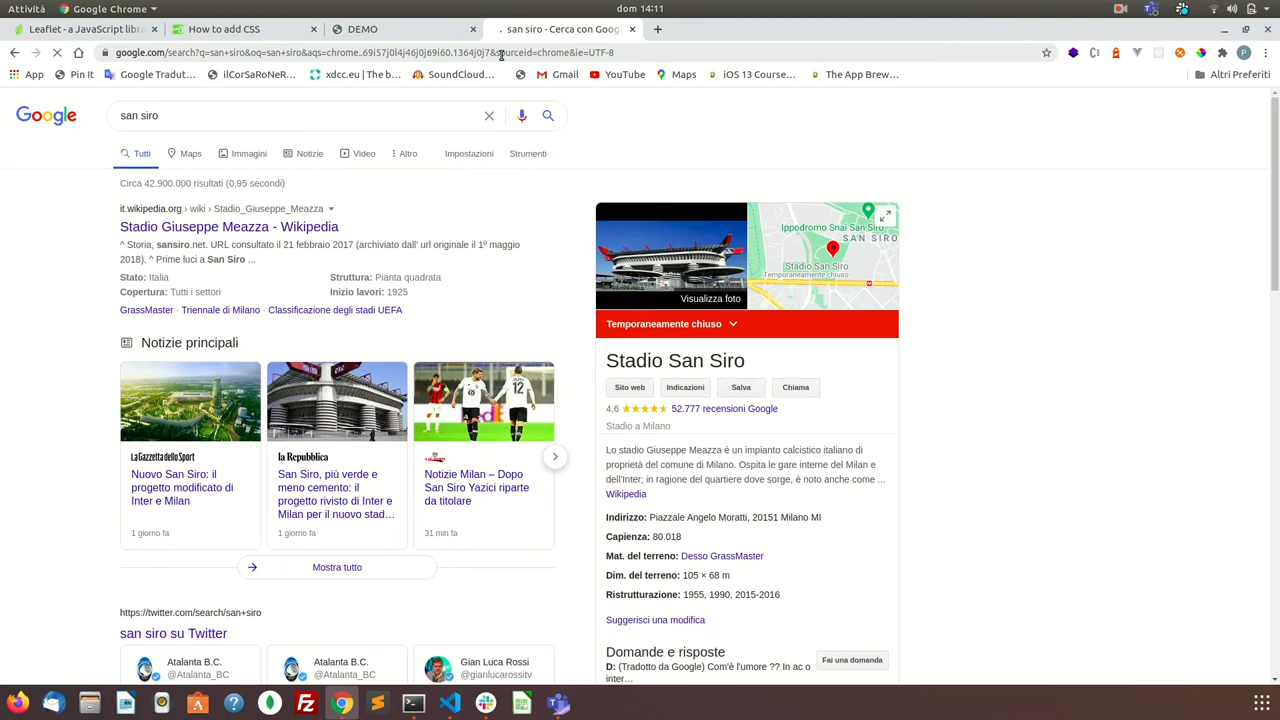 Attività
Google Chrome ▾
dom 14:11
Leaflet - a JavaScript libra
How to add CSS
DEMO
san siro - Cerca con Goog
google.com/search?q=san+siro&oq=san+siro&aqs=chrome..69i57j0l4j46j0j69i60.1364j0j7&sourceid=chrome&ie=UTF-8
App
Pin It
Google Tradut...
ilCorSaRoNeR...
xdcc.eu | The b...
SoundCloud...
Gmail
YouTube
Maps
iOS 13 Course...
The App Brew...
Altri Preferiti
Google
san siro
Tutti
Maps
Immagini
Notizie
Video
Altro
Impostazioni
Strumenti
Circa 42.900.000 risultati (0,95 secondi)
it.wikipedia.org › wiki › Stadio_Giuseppe_Meazza
Stadio Giuseppe Meazza - Wikipedia
^ Storia, sansiro.net. URL consultato il 21 febbraio 2017 (archiviato dall' url originale il 1º maggio
2018). ^ Prime luci a San Siro ...
Stato: Italia
Struttura: Pianta quadrata
Copertura: Tutti i settori
Inizio lavori: 1925
GrassMaster · Triennale di Milano · Classificazione degli stadi UEFA
Notizie principali
La Gazzetta dello Sport
Nuovo San Siro: il
progetto modificato di
Inter e Milan
1 giorno fa
la Repubblica
San Siro, più verde e
meno cemento: il
progetto rivisto di Inter e
Milan per il nuovo stad...
1 giorno fa
12
Notizie Milan – Dopo
San Siro Yazici riparte
da titolare
31 min fa
Mostra tutto
https://twitter.com/search/san+siro
san siro su Twitter
Atalanta B.C.
@Atalanta_BC
Atalanta B.C.
@Atalanta_BC
Gian Luca Rossi
@gianlucarossitv
Visualizza foto
Ippodromo Snai San Siro
SAN SIRO
Stadio San Siro
Temporaneamente chiuso
Temporaneamente chiuso
Stadio San Siro
Sito web
Indicazioni
Salva
Chiama
4,6 ★★★★★ 52.777 recensioni Google
Stadio a Milano
Lo stadio Giuseppe Meazza è un impianto calcistico italiano di
proprietà del comune di Milano. Ospita le gare interne del Milan e
dell'Inter; in ragione del quartiere dove sorge, è noto anche come ...
Wikipedia
Indirizzo: Piazzale Angelo Moratti, 20151 Milano MI
Capienza: 80.018
Mat. del terreno: Desso GrassMaster
Dim. del terreno: 105 × 68 m
Ristrutturazione: 1955, 1990, 2015-2016
Suggerisci una modifica
Domande e risposte
Fai una domanda
D: (Tradotto da Google) Com'è l'umore ?? In ac o
inter...